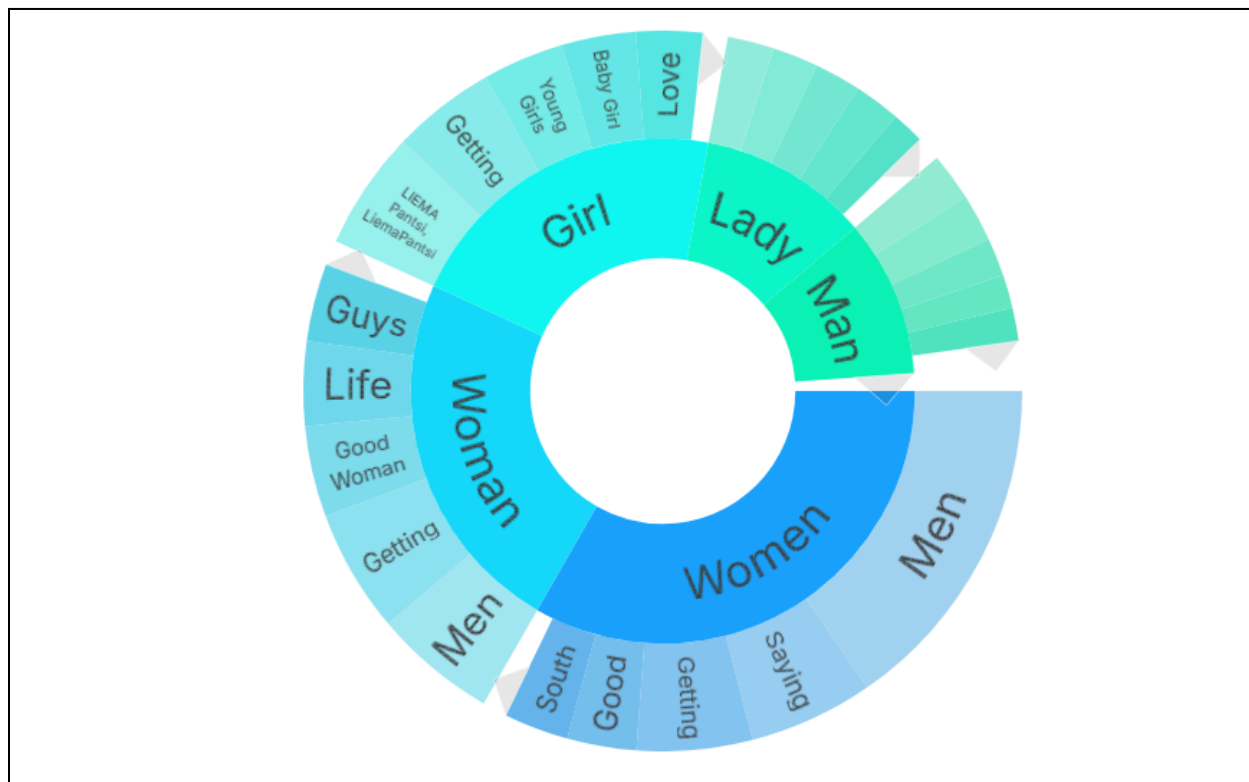 Love
Baby Girl
Young
Girls
Getting
LIEMA
Pantsi,
LiemaPantsi
Girl
Lady
Man
Guys
Life
Good
Woman
Getting
Men
Woman
Women
Men
Saying
Getting
Good
South